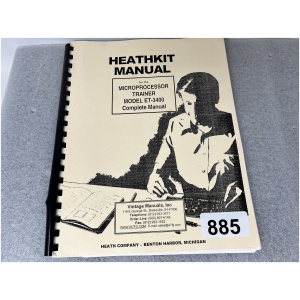 HEATHKIT
MANUAL
for the
MICROPROCESSOR
TRAINER
MODEL ET-3400
Complete Manual
Vintage Manuals, Inc.
885
HEATH COMPANY - BENTON HARBOR, MICHIGAN